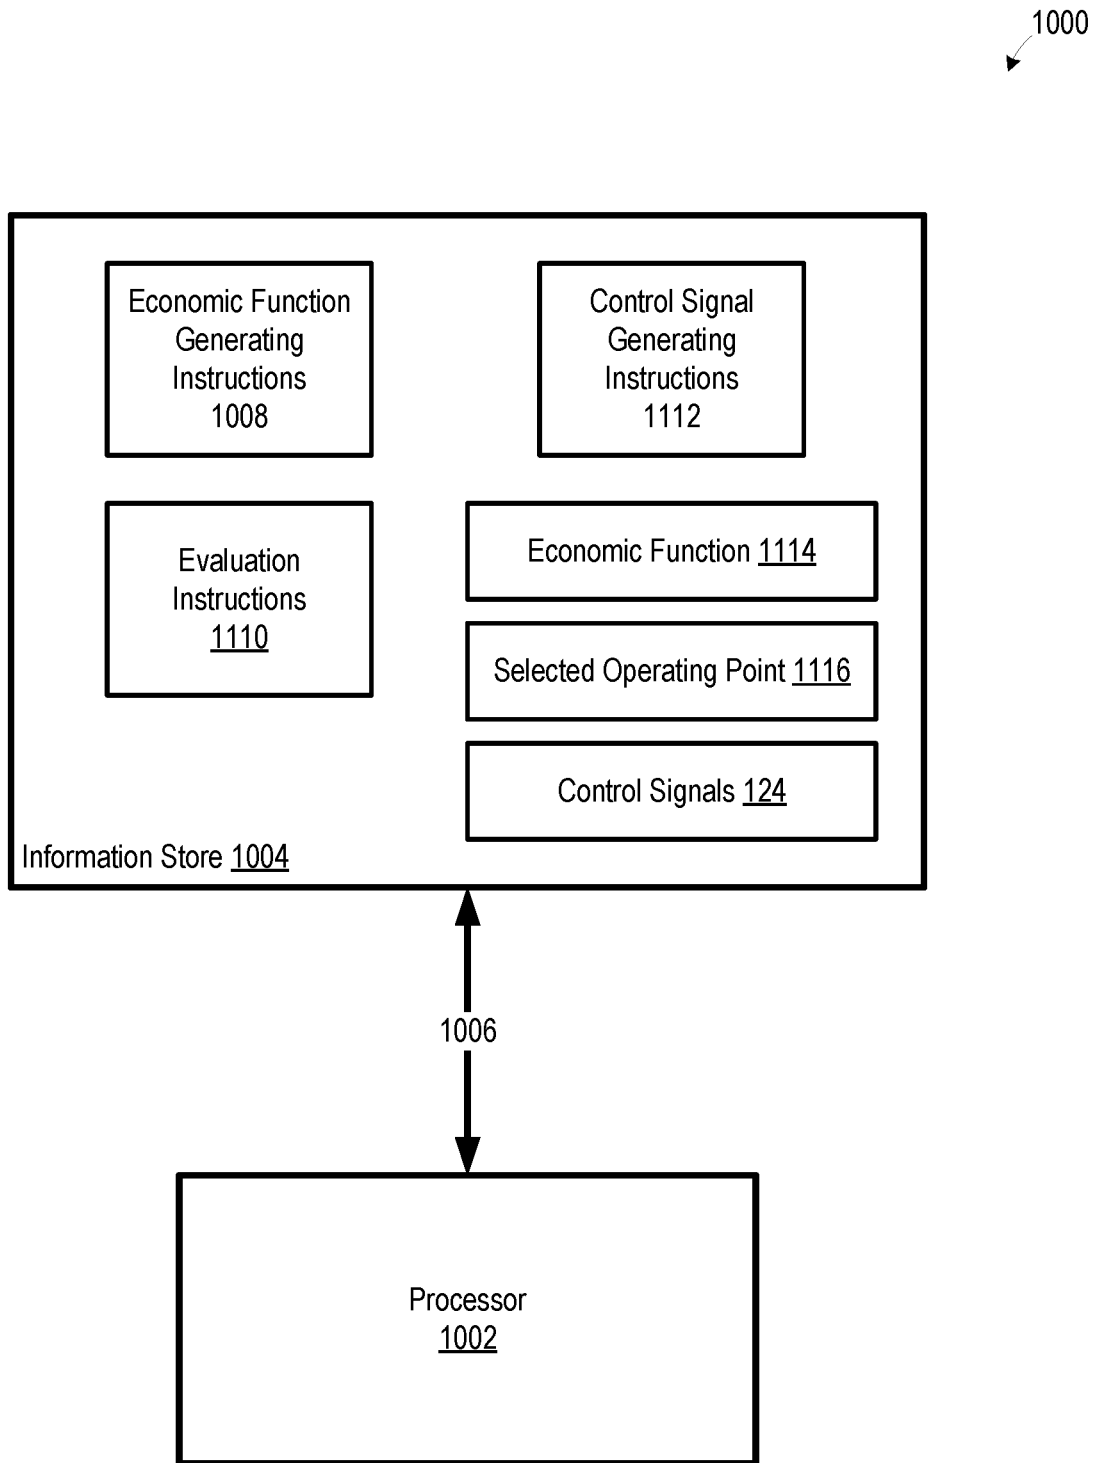 1000
Economic Function
Generating
Instructions
1008
Control Signal
Generating
Instructions
1112
Evaluation
Instructions
1110
Economic Function 1114
Selected Operating Point 1116
Control Signals 124
Information Store 1004
1006
Processor
1002